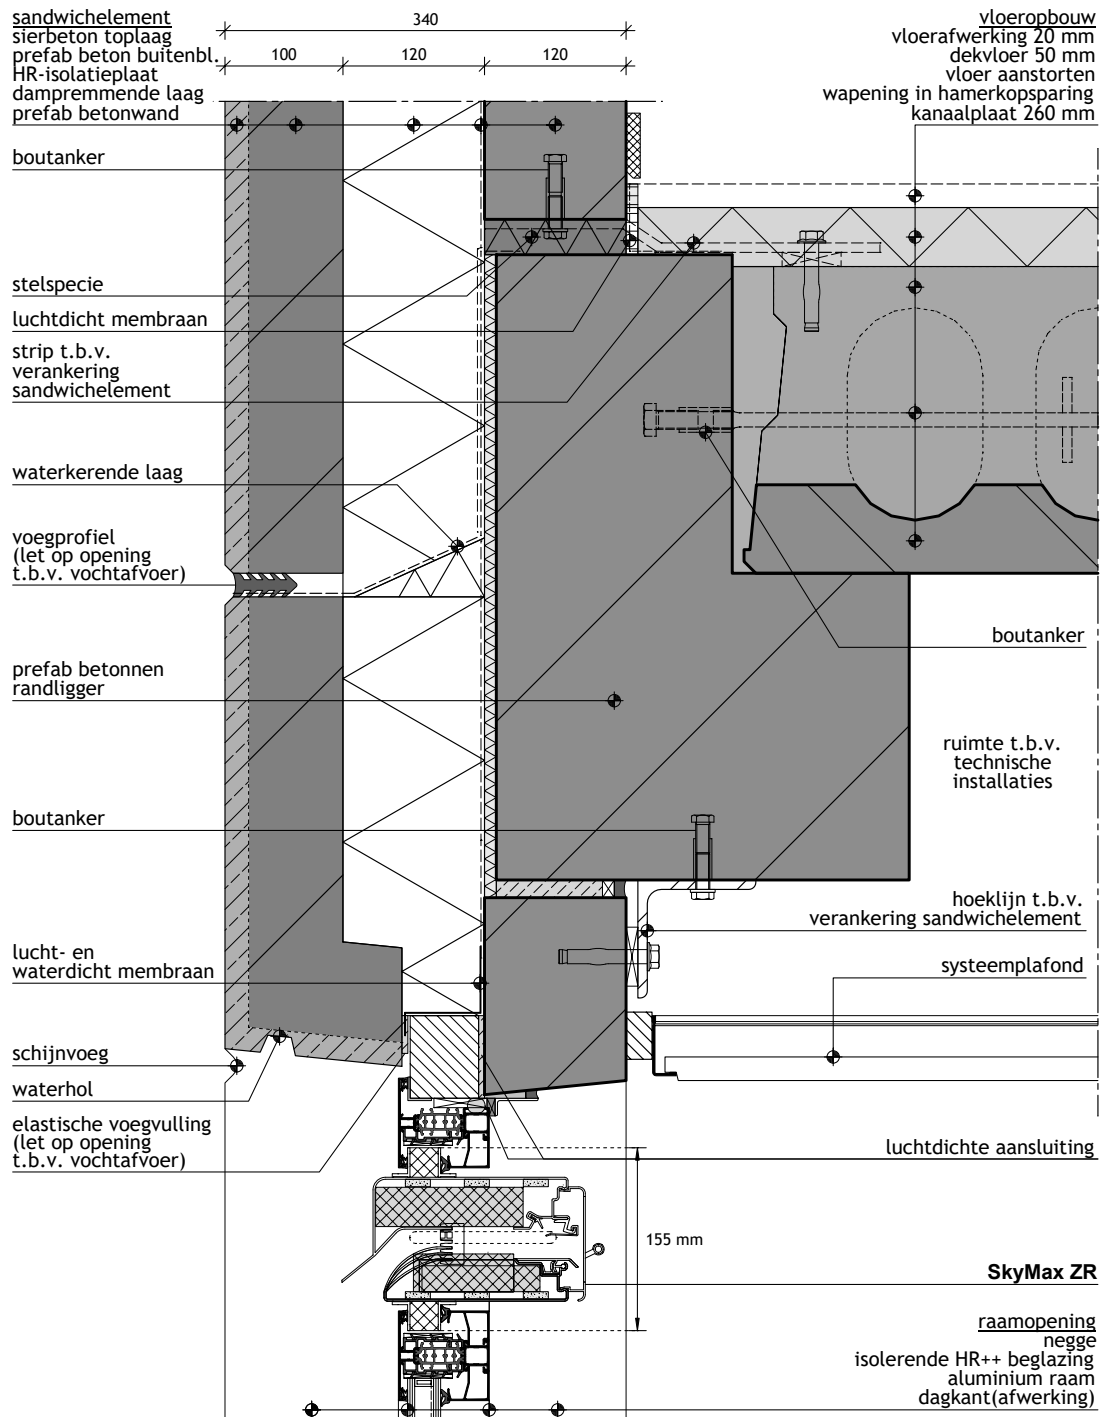 sandwichelement
sierbeton toplaag
prefab beton buitenbl.
HR-isolatieplaat
dampremmende laag
prefab betonwand
340
100
120
120
vloeropbouw
vloerafwerking 20 mm
dekvloer 50 mm
vloer aanstorten
wapening in hamerkopsparing
kanaalplaat 260 mm
boutanker
stelspecie
luchtdicht membraan
strip t.b.v.
verankering
sandwichelement
waterkerende laag
voegprofiel
(let op opening
t.b.v. vochtafvoer)
boutanker
prefab betonnen
randligger
ruimte t.b.v.
technische
installaties
boutanker
hoeklijn t.b.v.
verankering sandwichelement
lucht- en
waterdicht membraan
systeemplafond
schijnvoeg
waterhol
elastische voegvulling
(let op opening
t.b.v. vochtafvoer)
luchtdichte aansluiting
155 mm
SkyMax ZR
raamopening
negge
isolerende HR++ beglazing
aluminium raam
dagkant(afwerking)